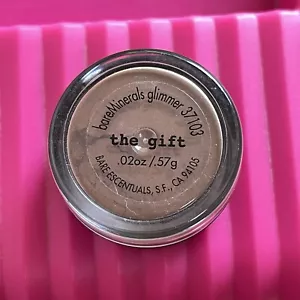 bareMinerals glimmer 37103
the gift
.02oz/.57g
BARE ESCENTUALS, S.F., CA 94105